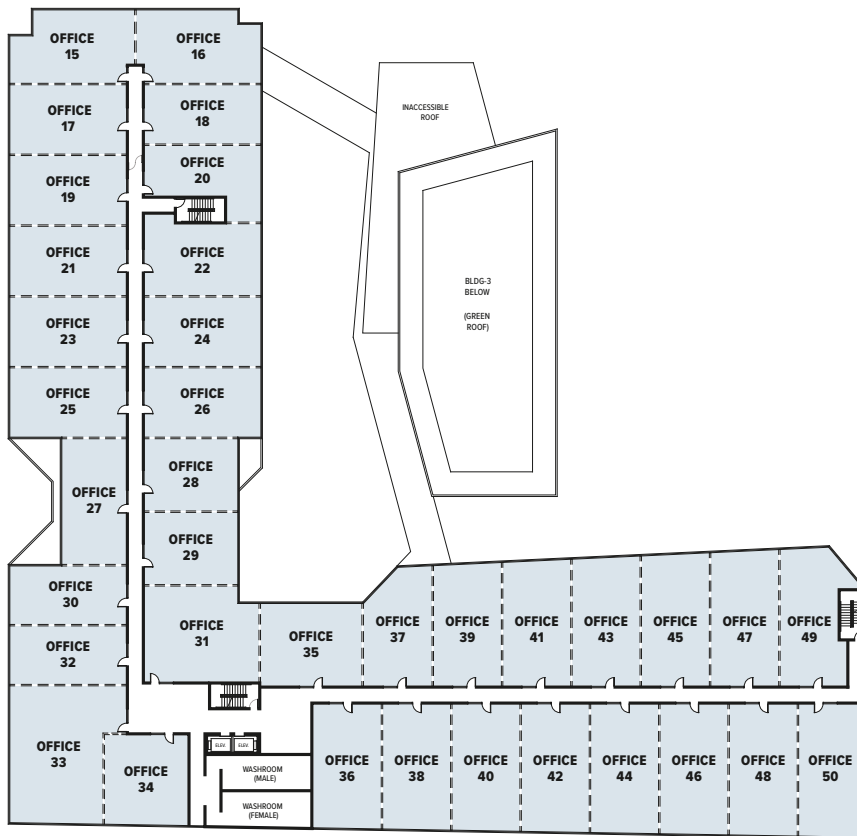 OFFICE
15
OFFICE
16
OFFICE
17
OFFICE
18
OFFICE
19
OFFICE
20
OFFICE
21
OFFICE
22
OFFICE
23
OFFICE
24
OFFICE
25
OFFICE
26
OFFICE
27
OFFICE
28
OFFICE
29
OFFICE
30
OFFICE
31
OFFICE
32
OFFICE
33
OFFICE
34
INACCESSIBLE
ROOF
BLDG-3
BELOW
(GREEN
ROOF)
OFFICE
35
OFFICE
37
OFFICE
39
OFFICE
41
OFFICE
43
OFFICE
45
OFFICE
47
OFFICE
49
ELEV.
ELEV.
WASHROOM
(MALE)
WASHROOM
(FEMALE)
OFFICE
36
OFFICE
38
OFFICE
40
OFFICE
42
OFFICE
44
OFFICE
46
OFFICE
48
OFFICE
50